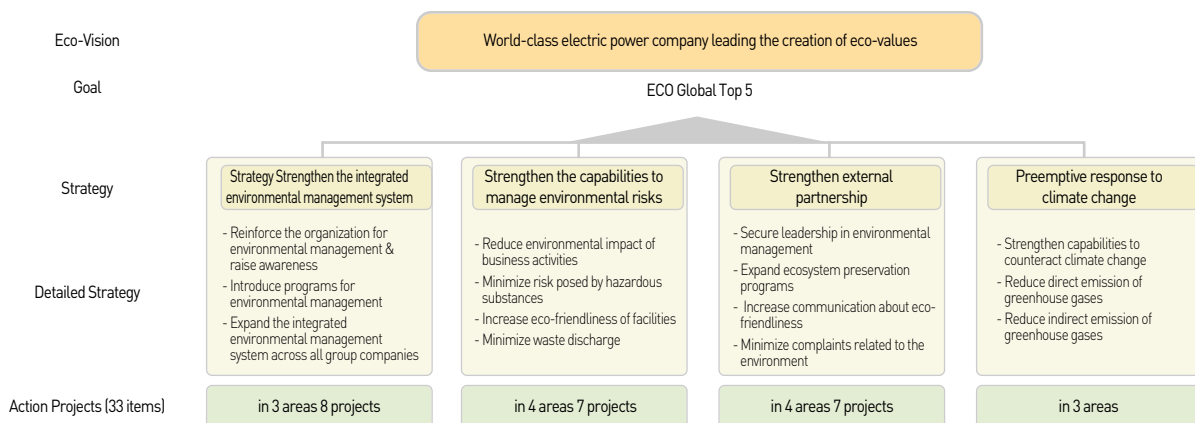 Eco-Vision
World-class electric power company leading the creation of eco-values
Goal
ECO Global Top 5
Strategy
Strategy Strengthen the integrated
environmental management system
Strengthen the capabilities to
manage environmental risks
Strengthen external
partnership
Preemptive response to
climate change
Detailed Strategy
- Reinforce the organization for
environmental management &
raise awareness
- Introduce programs for
environmental management
- Expand the integrated
environmental management
system across all group companies
- Reduce environmental impact of
business activities
- Minimize risk posed by hazardous
substances
- Increase eco-friendliness of facilities
- Minimize waste discharge
- Secure leadership in environmental
management
- Expand ecosystem preservation
programs
- Increase communication about eco-
friendliness
- Minimize complaints related to the
environment
- Strengthen capabilities to
counteract climate change
- Reduce direct emission of
greenhouse gases
- Reduce indirect emission of
greenhouse gases
Action Projects (33 items)
in 3 areas 8 projects
in 4 areas 7 projects
in 4 areas 7 projects
in 3 areas